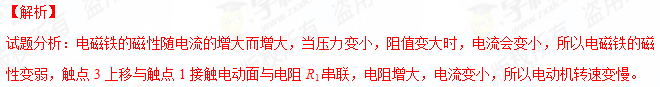 【解析】
试题分析：电磁铁的磁性随电流的增大而增大，当压力变小，阻值变大时，电流会变小，所以电磁铁的磁
性变弱，触点 3 上移与触点 1 接触电动面与电阻 R₁串联，电阻增大，电流变小，所以电动机转速变慢。